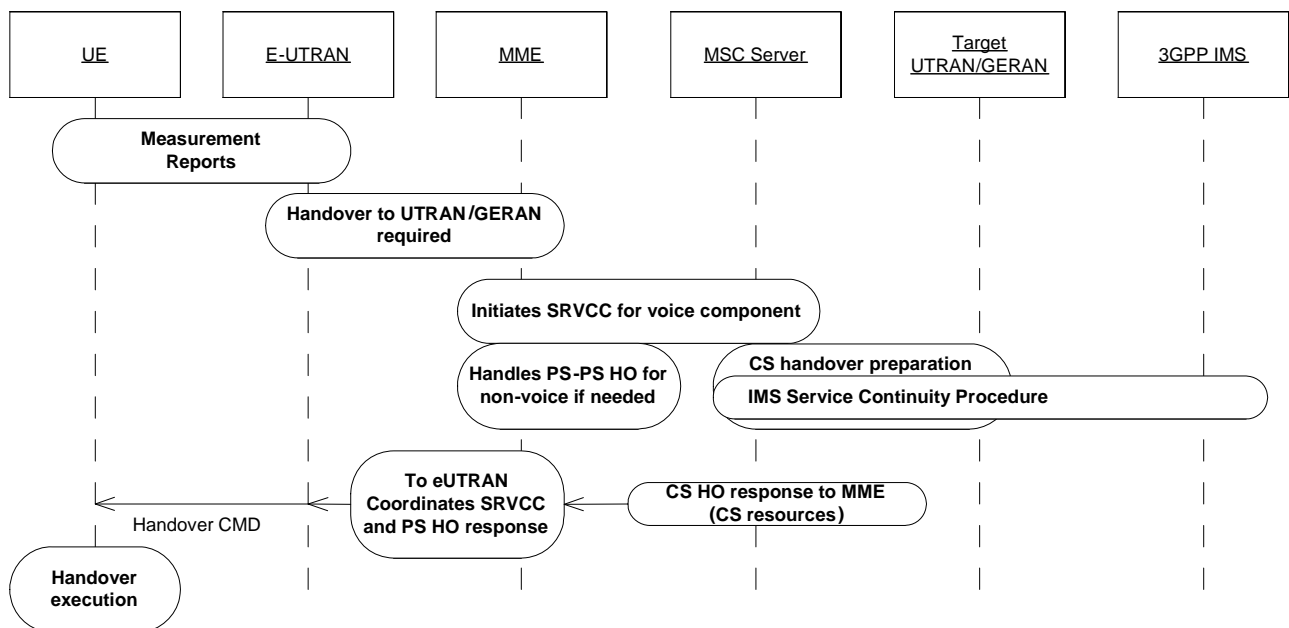 UE
E-UTRAN
MME
MSC Server
Target
UTRAN/GERAN
3GPP IMS
Measurement
Reports
Handover to UTRAN/GERAN
required
Initiates SRVCC for voice component
Handles PS-PS HO for
non-voice if needed
CS handover preparation
IMS Service Continuity Procedure
To eUTRAN
Coordinates SRVCC
and PS HO response
CS HO response to MME
(CS resources)
Handover CMD
Handover
execution